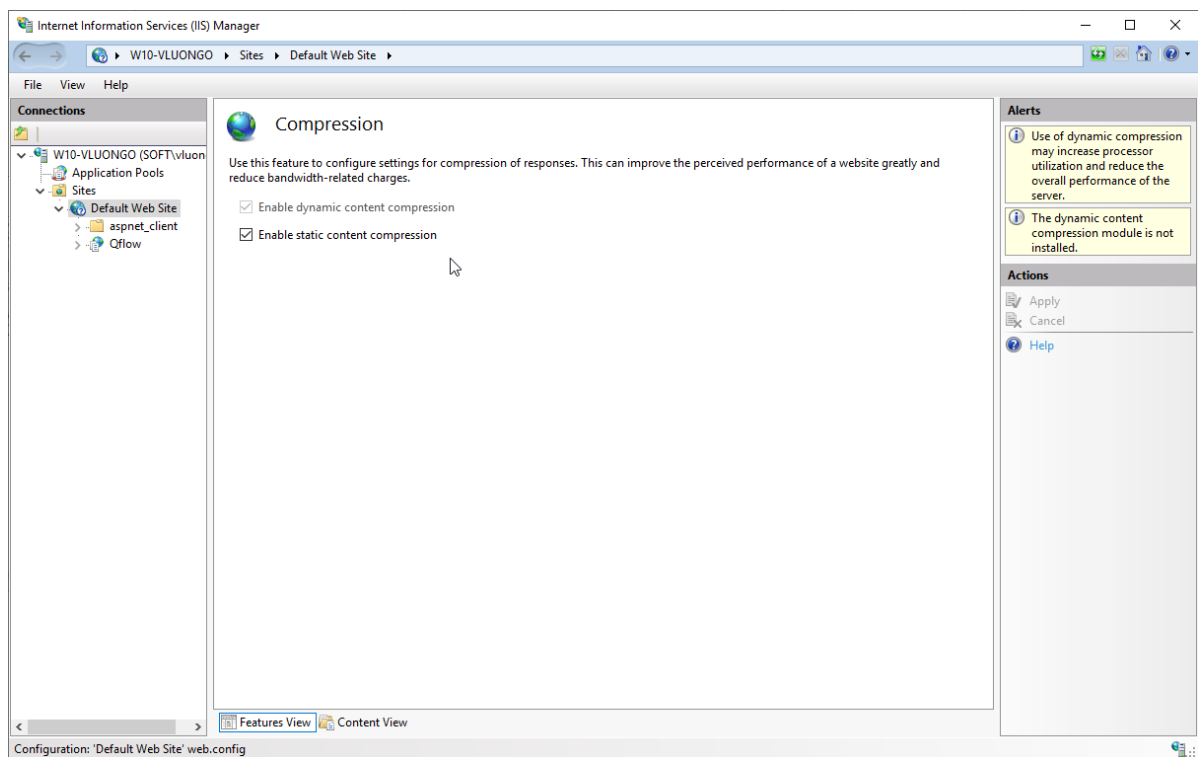 Internet Information Services (IIS) Manager
W10-VLUONGO Sites Default Web Site
File View Help
Connections
W10-VLUONGO (SOFT\vluon
Application Pools
Sites
Default Web Site
aspnet_client
Qflow
Compression
Use this feature to configure settings for compression of responses. This can improve the perceived performance of a website greatly and
reduce bandwidth-related charges.
Enable dynamic content compression
Enable static content compression
Features View Content View
Alerts
Use of dynamic compression
may increase processor
utilization and reduce the
overall performance of the
server.
The dynamic content
compression module is not
installed.
Actions
Apply
Cancel
Help
Configuration: 'Default Web Site' web.config